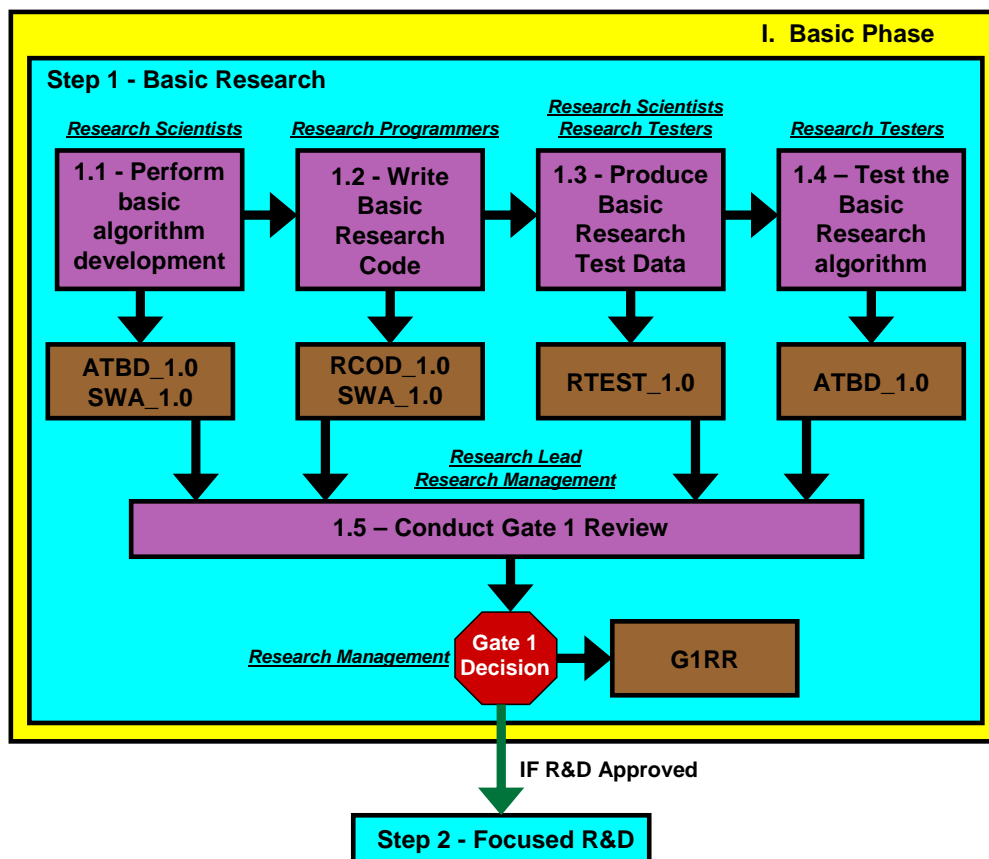 I.  Basic Phase
Step 1 - Basic Research
Research Scientists
Research Programmers
Research Scientists
Research Testers
Research Testers
1.1 - Perform
basic
algorithm
development
1.2 - Write
Basic
Research
Code
1.3 - Produce
Basic
Research
Test Data
1.4 – Test the
Basic
Research
algorithm
ATBD_1.0
SWA_1.0
RCOD_1.0
SWA_1.0
RTEST_1.0
ATBD_1.0
Research Lead
Research Management
1.5 – Conduct Gate 1 Review
Research Management
Gate 1
Decision
G1RR
IF R&D Approved
Step 2 - Focused R&D